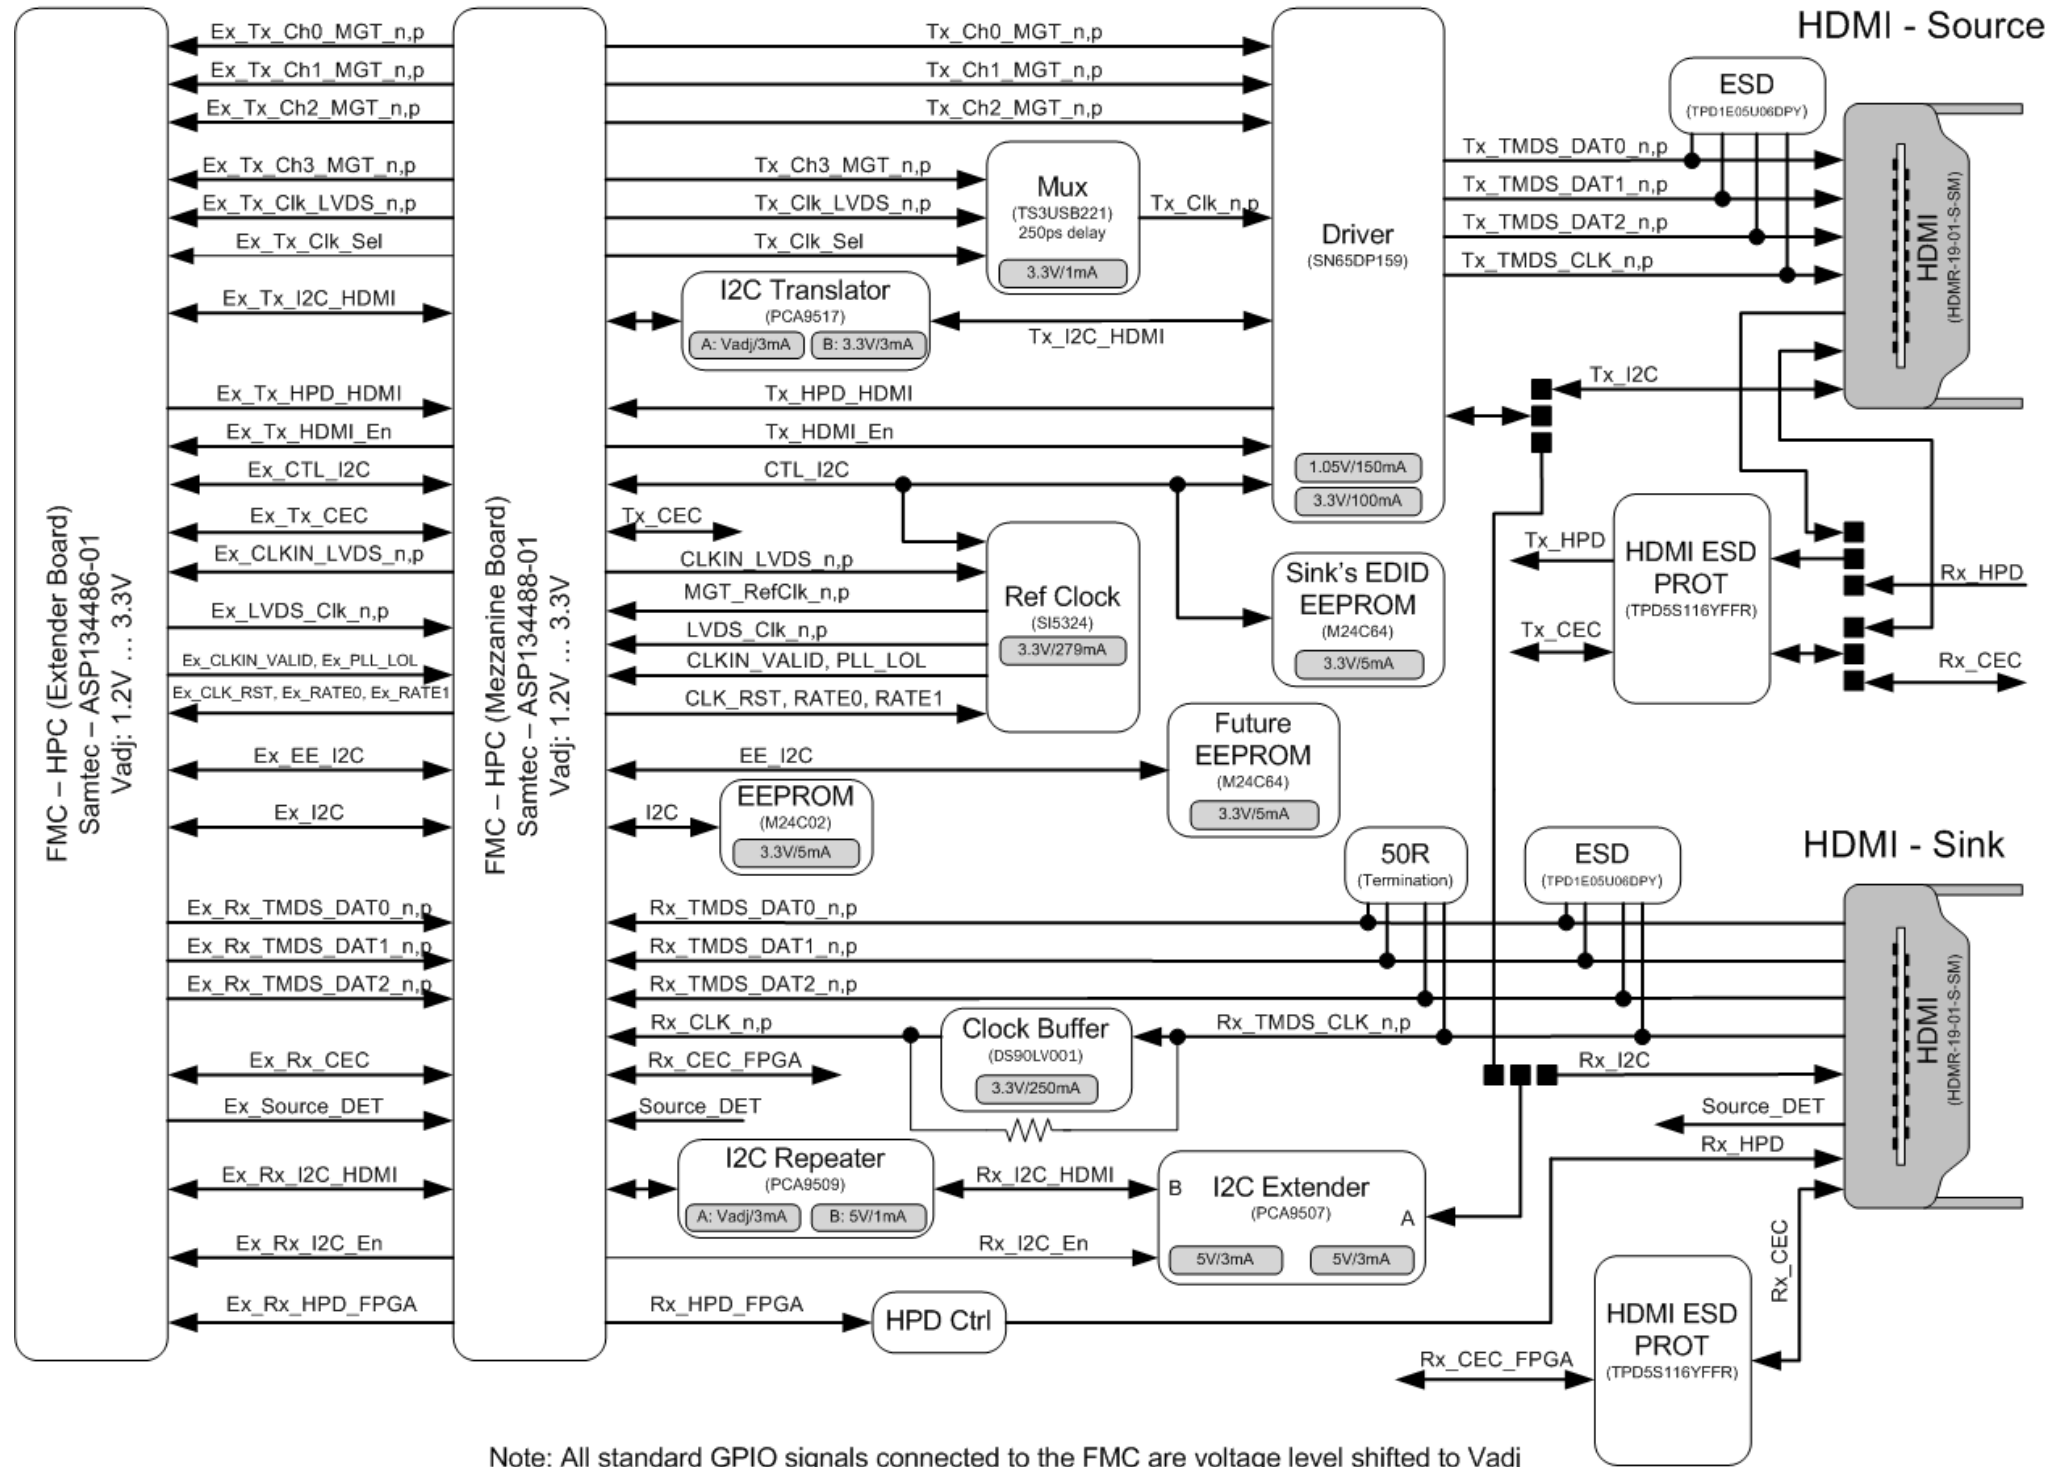 HDMI - Source
Ex_Tx_Ch0_MGT_n,p
Ex_Tx_Ch1_MGT_n,p
Ex_Tx_Ch2_MGT_n,p
Ex_Tx_Ch3_MGT_n,p
Ex_Tx_Clk_LVDS_n,p
Ex_Tx_Clk_Sel
Ex_Tx_I2C_HDMI
Ex_Tx_HPD_HDMI
Ex_Tx_HDMI_En
Ex_CTL_I2C
Ex_Tx_CEC
Ex_CLKIN_LVDS_n,p
Ex_LVDS_Clk_n,p
Ex_CLKIN_VALID, Ex_PLL_LOL
Ex_CLK_RST, Ex_RATE0, Ex_RATE1
Ex_EE_I2C
Ex_I2C
Ex_Rx_TMDS_DAT0_n,p
Ex_Rx_TMDS_DAT1_n,p
Ex_Rx_TMDS_DAT2_n,p
Ex_Rx_CEC
Ex_Source_DET
Ex_Rx_I2C_HDMI
Ex_Rx_I2C_En
Ex_Rx_HPD_FPGA
FMC – HPC (Extender Board)
Samtec – ASP134486-01
Vadj: 1.2V ... 3.3V
FMC – HPC (Mezzanine Board)
Samtec – ASP134488-01
Vadj: 1.2V ... 3.3V
Tx_Ch0_MGT_n,p
Tx_Ch1_MGT_n,p
Tx_Ch2_MGT_n,p
Tx_Ch3_MGT_n,p
Tx_Clk_LVDS_n,p
Tx_Clk_Sel
Mux
(TS3USB221)
250ps delay
3.3V/1mA
Tx_Clk_n,p
I2C Translator
(PCA9517)
A: Vadj/3mA
B: 3.3V/3mA
Tx_I2C_HDMI
Tx_HPD_HDMI
Tx_HDMI_En
CTL_I2C
Tx_CEC
CLKIN_LVDS_n,p
MGT_RefClk_n,p
LVDS_Clk_n,p
CLKIN_VALID, PLL_LOL
CLK_RST, RATE0, RATE1
Ref Clock
(SI5324)
3.3V/279mA
Driver
(SN65DP159)
1.05V/150mA
3.3V/100mA
Sink's EDID
EEPROM
(M24C64)
3.3V/5mA
Future
EEPROM
(M24C64)
3.3V/5mA
EE_I2C
I2C
EEPROM
(M24C02)
3.3V/5mA
ESD
(TPD1E05U06DPY)
Tx_TMDS_DAT0_n,p
Tx_TMDS_DAT1_n,p
Tx_TMDS_DAT2_n,p
Tx_TMDS_CLK_n,p
HDMI
(HDMR-19-01-S-SM)
Tx_I2C
Tx_HPD
Tx_CEC
HDMI ESD
PROT
(TPD5S116YFFR)
Rx_HPD
Rx_CEC
HDMI - Sink
50R
(Termination)
ESD
(TPD1E05U06DPY)
Rx_TMDS_DAT0_n,p
Rx_TMDS_DAT1_n,p
Rx_TMDS_DAT2_n,p
Rx_CLK_n,p
Clock Buffer
(DS90LV001)
3.3V/250mA
Rx_TMDS_CLK_n,p
Rx_CEC_FPGA
Source_DET
I2C Repeater
(PCA9509)
A: Vadj/3mA
B: 5V/1mA
Rx_I2C_HDMI
B
I2C Extender
(PCA9507)
A
5V/3mA
5V/3mA
Rx_I2C_En
Rx_HPD_FPGA
HPD Ctrl
Rx_I2C
Source_DET
Rx_HPD
HDMI
(HDMR-19-01-S-SM)
Rx_CEC
HDMI ESD
PROT
(TPD5S116YFFR)
Rx_CEC_FPGA
Note: All standard GPIO signals connected to the FMC are voltage level shifted to Vadj